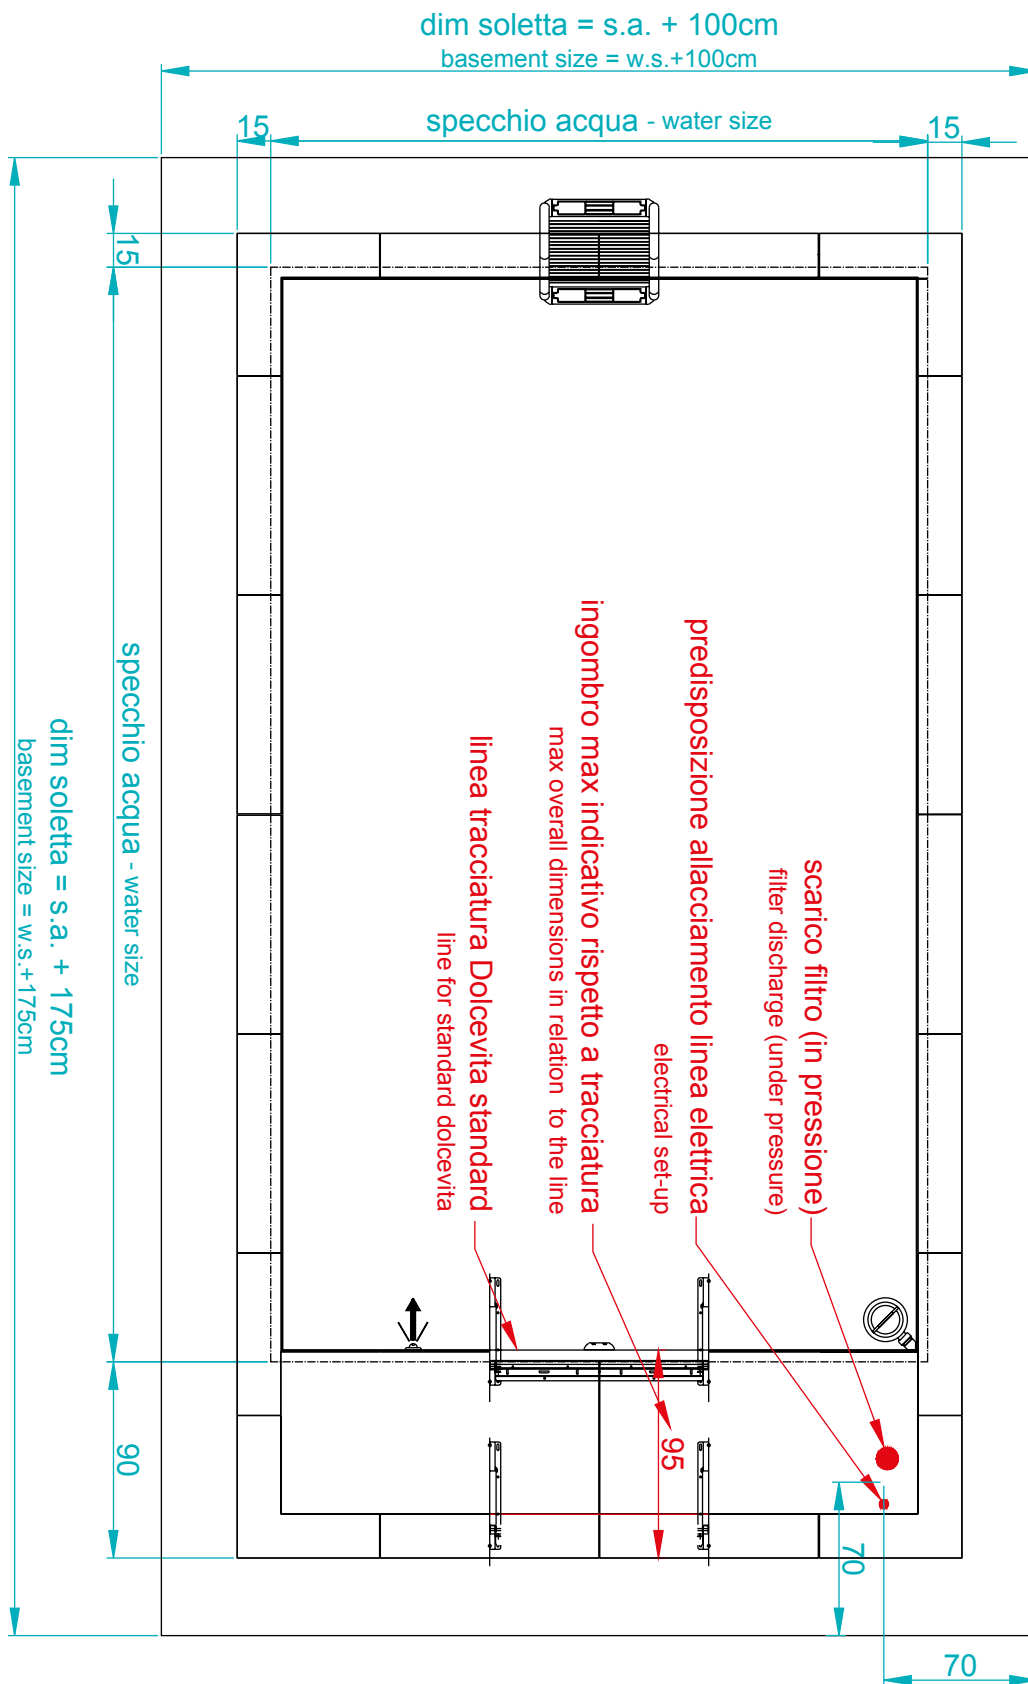 dim soletta = s.a. + 100cm
basement size = w.s.+100cm
15
specchio acqua - water size
15
15
specchio acqua - water size
dim soletta = s.a. + 175cm
basement size = w.s.+175cm
scarico filtro (in pressione)
filter discharge (under pressure)
predisposizione allacciamento linea elettrica
electrical set-up
ingombro max indicativo rispetto a tracciatura
max overall dimensions in relation to the line
linea tracciatura Dolcevita standard
line for standard dolcevita
90
95
70
70